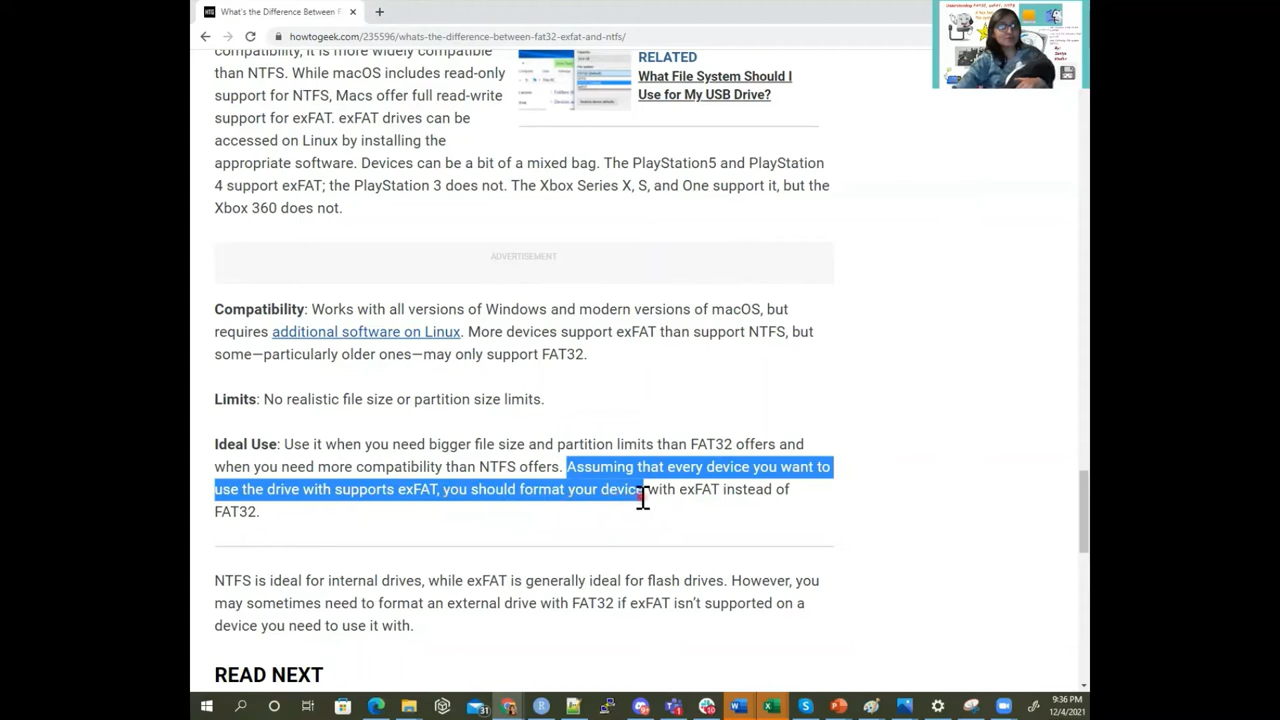 What's the Difference Between F
howtogeek.com/235596/whats-the-difference-between-fat32-exfat-and-ntfs/
compatibility, it is more widely compatible
than NTFS. While macOS includes read-only
support for NTFS, Macs offer full read-write
support for exFAT. exFAT drives can be
accessed on Linux by installing the
appropriate software. Devices can be a bit of a mixed bag. The PlayStation5 and PlayStation
4 support exFAT; the PlayStation 3 does not. The Xbox Series X, S, and One support it, but the
Xbox 360 does not.
RELATED
What File System Should I
Use for My USB Drive?
ADVERTISEMENT
Compatibility: Works with all versions of Windows and modern versions of macOS, but
requires additional software on Linux. More devices support exFAT than support NTFS, but
some—particularly older ones—may only support FAT32.
Limits: No realistic file size or partition size limits.
Ideal Use: Use it when you need bigger file size and partition limits than FAT32 offers and
when you need more compatibility than NTFS offers. Assuming that every device you want to
use the drive with supports exFAT, you should format your device with exFAT instead of
FAT32.
NTFS is ideal for internal drives, while exFAT is generally ideal for flash drives. However, you
may sometimes need to format an external drive with FAT32 if exFAT isn't supported on a
device you need to use it with.
READ NEXT
9:36 PM
12/4/2021